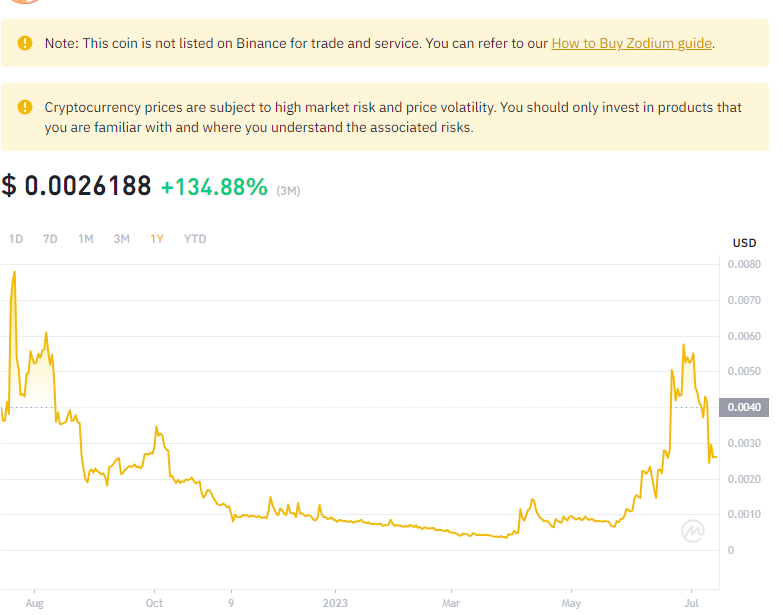 Note: This coin is not listed on Binance for trade and service. You can refer to our How to Buy Zodium guide.
Cryptocurrency prices are subject to high market risk and price volatility. You should only invest in products that
you are familiar with and where you understand the associated risks.
$ 0.0026188 +134.88% (3M)
1D 7D 1M 3M 1Y YTD
USD
0.0080
0.0070
0.0060
0.0050
0.0040
0.0030
0.0020
0.0010
0
Aug Oct 9 2023 Mar May Jul